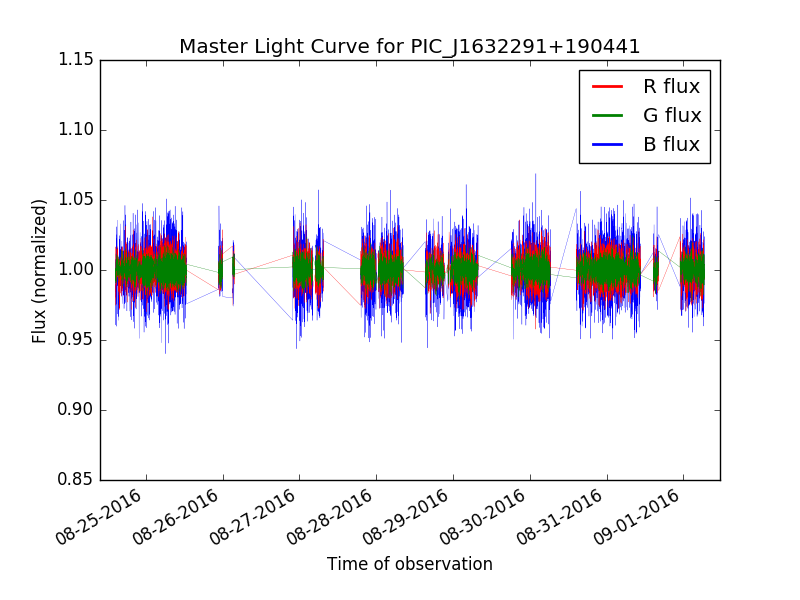 Master Light Curve for PIC_J1632291+190441
R flux
G flux
B flux
1.15
1.10
1.05
1.00
0.95
0.90
0.85
Flux (normalized)
08-25-2016
08-26-2016
08-27-2016
08-28-2016
08-29-2016
08-30-2016
08-31-2016
09-01-2016
Time of observation